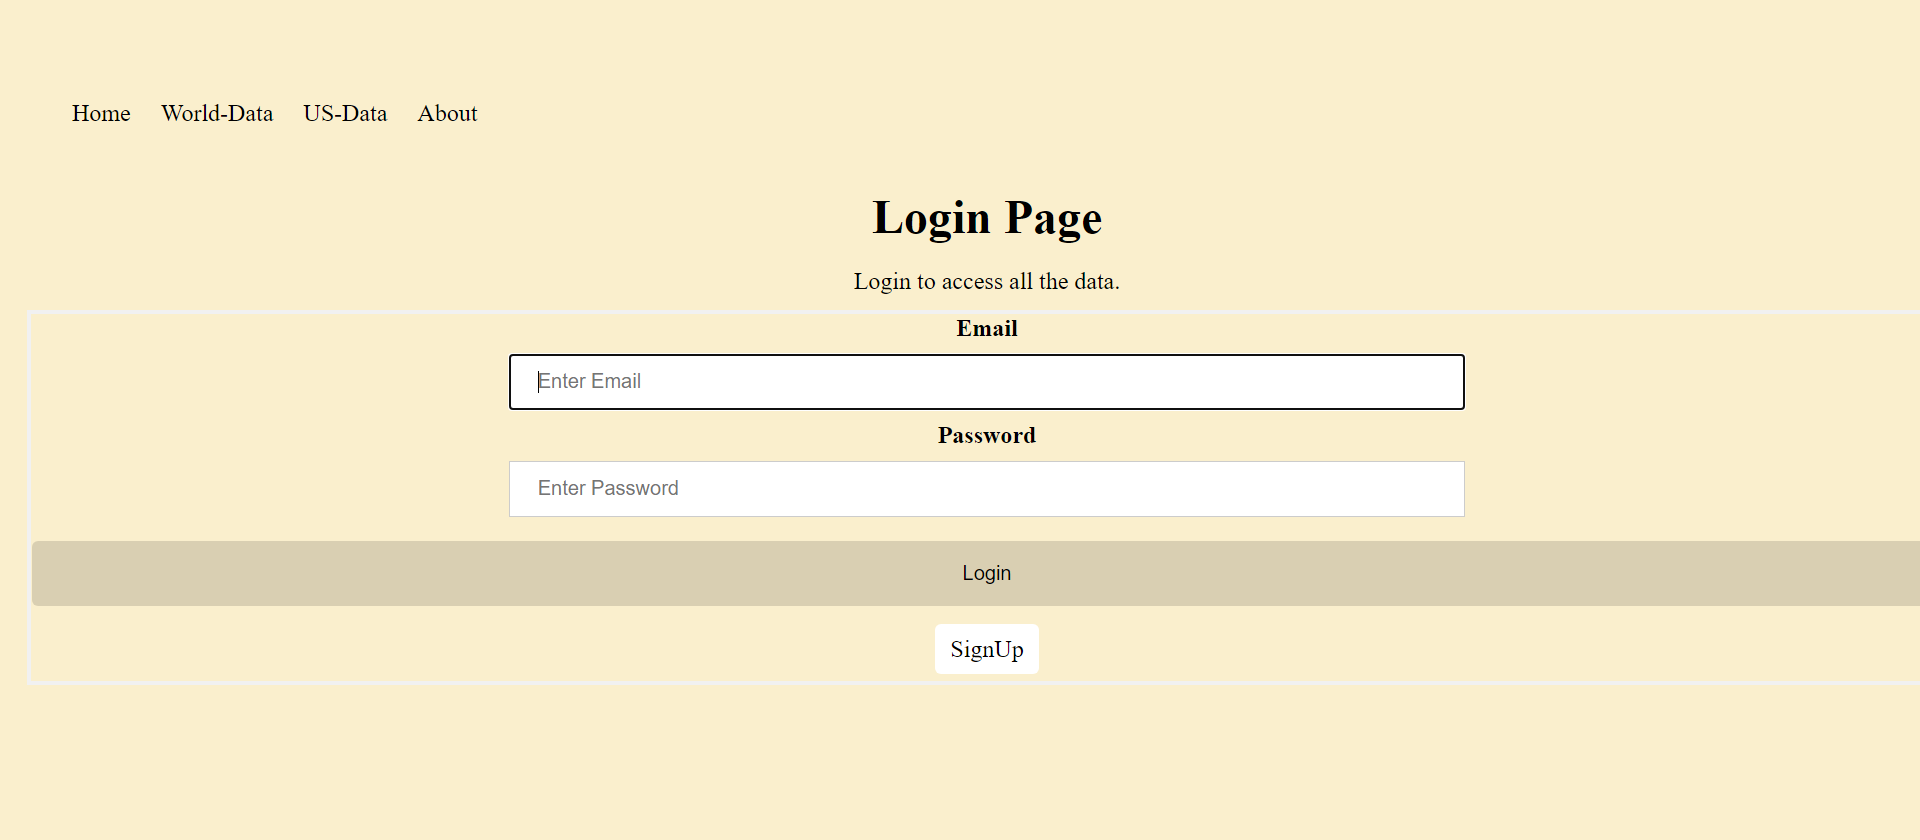 Home World-Data US-Data About
Login Page
Login to access all the data.
Email
Enter Email
Password
Enter Password
Login
SignUp